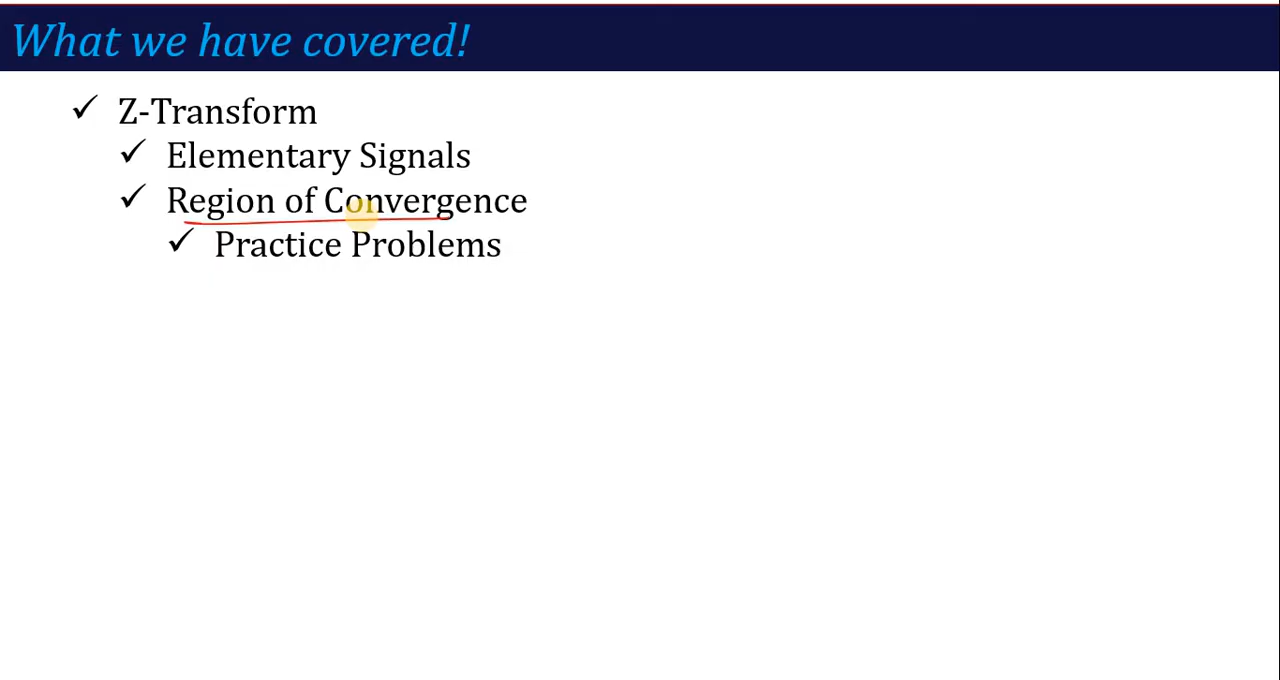 What we have covered!
✓ Z-Transform
✓ Elementary Signals
✓ Region of Convergence
✓ Practice Problems